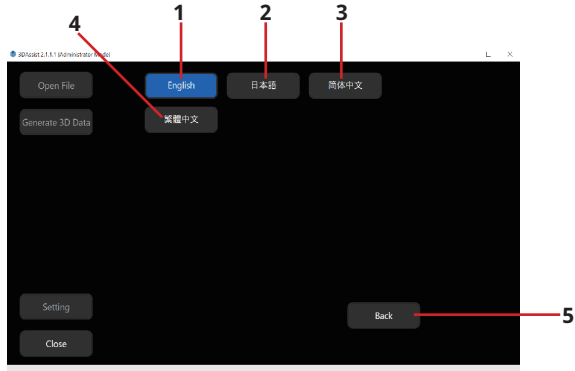 1 2 3
4
3DAssist 2.1.1.1 (Administrator Mode)
Open File English 日本語 简体中文
Generate 3D Data 繁體中文
Setting
Back 5
Close